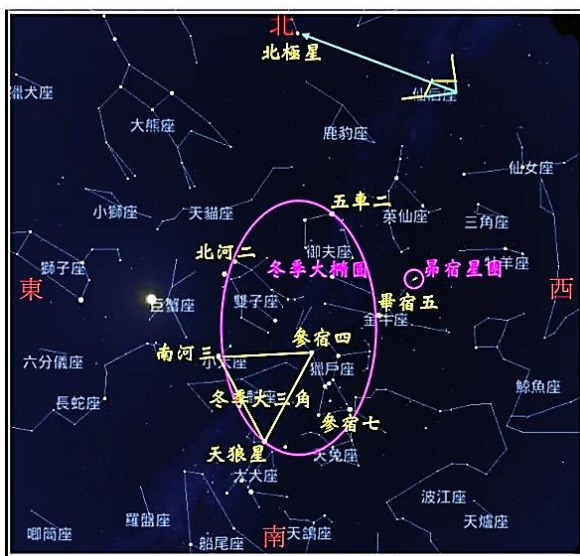 北
北極星
仙后座
獵犬座
大熊座
鹿豹座
仙女座
小獅座
天貓座
五車二
英仙座
三角座
御夫座
北河二
冬季大橢圓
昴宿星團
牡羊座
獅子座
東
西
巨蟹座
雙子座
畢宿五
金牛座
參宿四
南河三
小犬座
六分儀座
獵戶座
鯨魚座
長蛇座
冬季大三角
參宿七
天狼星
天兔座
大犬座
波江座
羅盤座
天爐座
唧筒座
船尾座
南
天鴿座